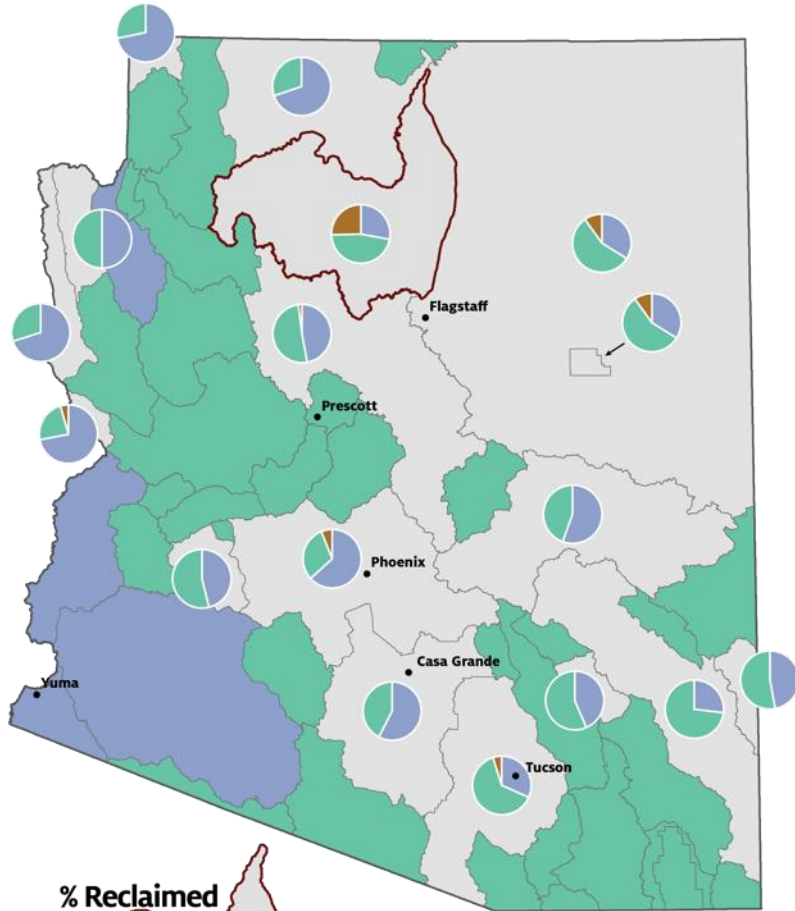 Flagstaff
Prescott
Phoenix
Casa Grande
Yuma
Tucson
% Reclaimed